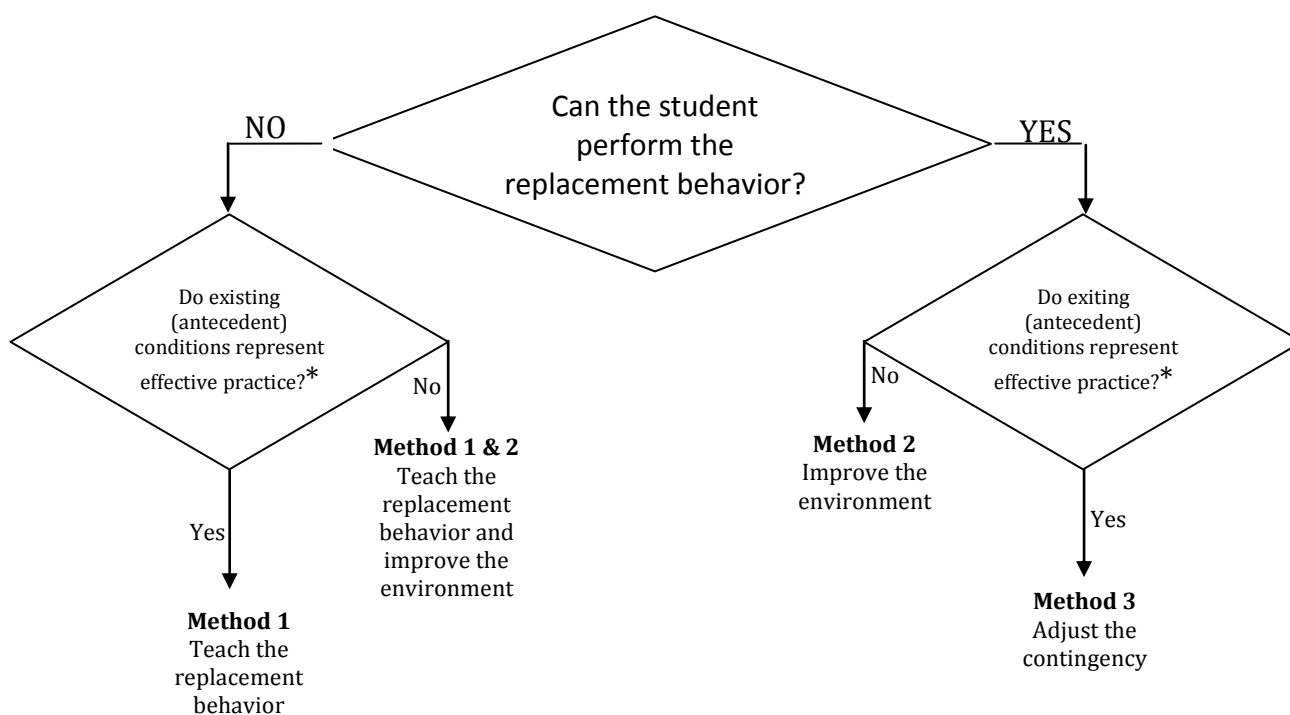 Can the student
perform the
replacement behavior?
NO
YES
Do existing
(antecedent)
conditions represent
effective practice?*
No
Yes
Method 1 & 2
Teach the
replacement
behavior and
improve the
environment
Method 1
Teach the
replacement
behavior
Do exiting
(antecedent)
conditions represent
effective practice?*
No
Yes
Method 2
Improve the
environment
Method 3
Adjust the
contingency